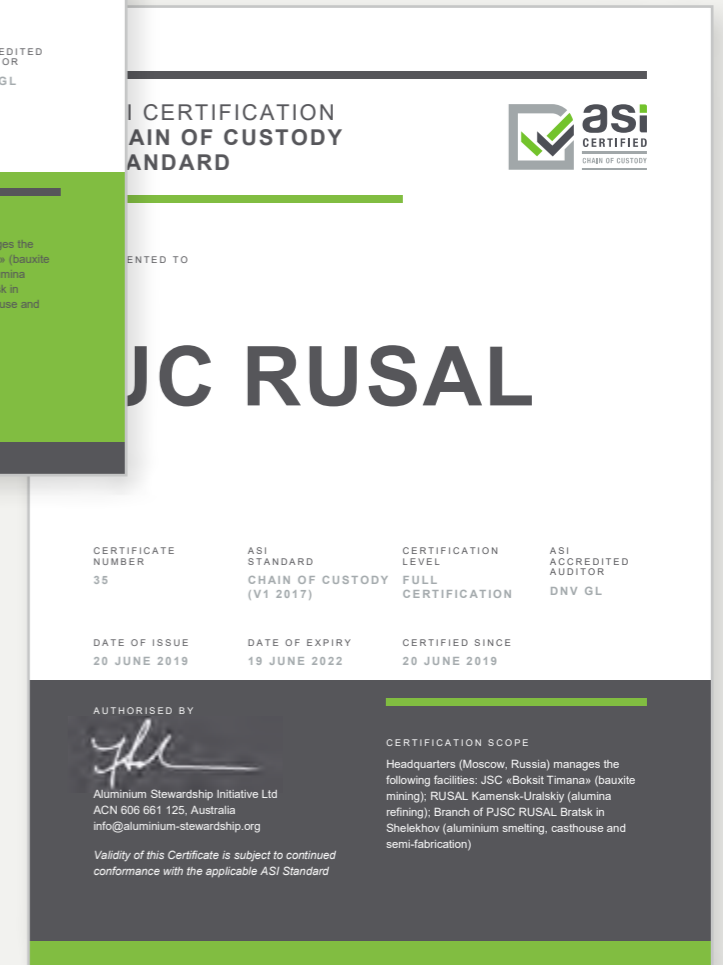 EDITED
OR
GL
ges the
» (bauxite
mina
k in
use and
I CERTIFICATION
AIN OF CUSTODY
ANDARD
asi
CERTIFIED
CHAIN OF CUSTODY
ENTED TO
JC RUSAL
CERTIFICATE
NUMBER
35
ASI
STANDARD
CHAIN OF CUSTODY
(V1 2017)
CERTIFICATION
LEVEL
FULL
CERTIFICATION
ASI
ACCREDITED
AUDITOR
DNV GL
DATE OF ISSUE
20 JUNE 2019
DATE OF EXPIRY
19 JUNE 2022
CERTIFIED SINCE
20 JUNE 2019
AUTHORISED BY
Aluminium Stewardship Initiative Ltd
ACN 606 661 125, Australia
info@aluminium-stewardship.org
Validity of this Certificate is subject to continued
conformance with the applicable ASI Standard
CERTIFICATION SCOPE
Headquarters (Moscow, Russia) manages the
following facilities: JSC «Boksit Timana» (bauxite
mining); RUSAL Kamensk-Uralskiy (alumina
refining); Branch of PJSC RUSAL Bratsk in
Shelekhov (aluminium smelting, casthouse and
semi-fabrication)